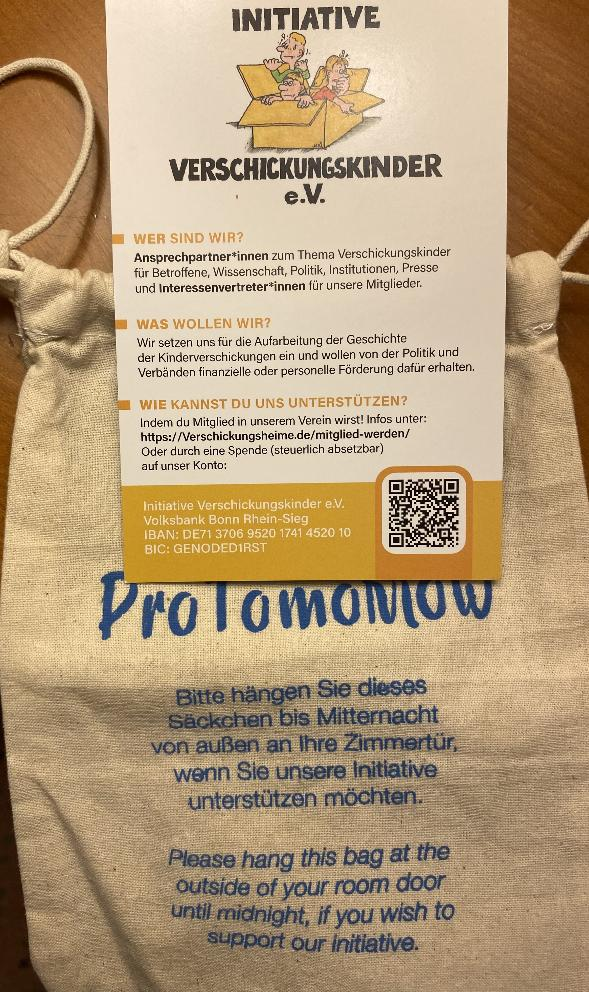 INITIATIVE
VERSCHICKUNGSKINDER
e.V.
WER SIND WIR?
Ansprechpartner*innen zum Thema Verschickungskinder
für Betroffene, Wissenschaft, Politik, Institutionen, Presse
und Interessenvertreter*innen für unsere Mitglieder.
WAS WOLLEN WIR?
Wir setzen uns für die Aufarbeitung der Geschichte
der Kinderverschickungen ein und wollen von der Politik und
Verbänden finanzielle oder personelle Förderung dafür erhalten.
WIE KANNST DU UNS UNTERSTÜTZEN?
Indem du Mitglied in unserem Verein wirst! Infos unter:
https://Verschickungsheime.de/mitglied-werden/
Oder durch eine Spende (steuerlich absetzbar)
auf unser Konto:
Initiative Verschickungskinder e.V.
Volksbank Bonn Rhein-Sieg
IBAN: DE71 3706 9520 1741 4520 10
BIC: GENODED1RST
ProTomoMow
Bitte hängen Sie dieses
Säckchen bis Mitternacht
von außen an Ihre Zimmertür,
wenn Sie unsere Initiative
unterstützen möchten.
Please hang this bag at the
outside of your room door
until midnight, if you wish to
support our initiative.